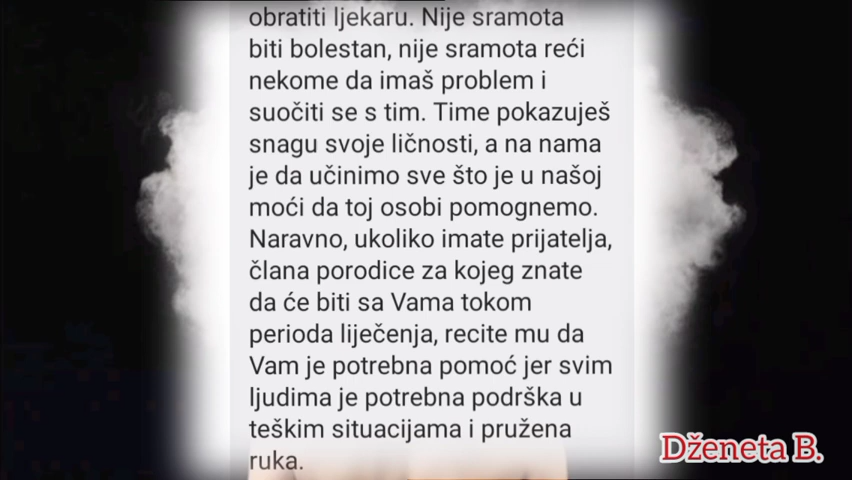 obratiti ljekaru. Nije sramota
biti bolestan, nije sramota reći
nekome da imaš problem i
suočiti se s tim. Time pokazuješ
snagu svoje ličnosti, a na nama
je da učinimo sve što je u našoj
moći da toj osobi pomognemo.
Naravno, ukoliko imate prijatelja,
člana porodice za kojeg znate
da će biti sa Vama tokom
perioda liječenja, recite mu da
Vam je potrebna pomoć jer svim
ljudima je potrebna podrška u
teškim situacijama i pružena
ruka.
Dženeta B.